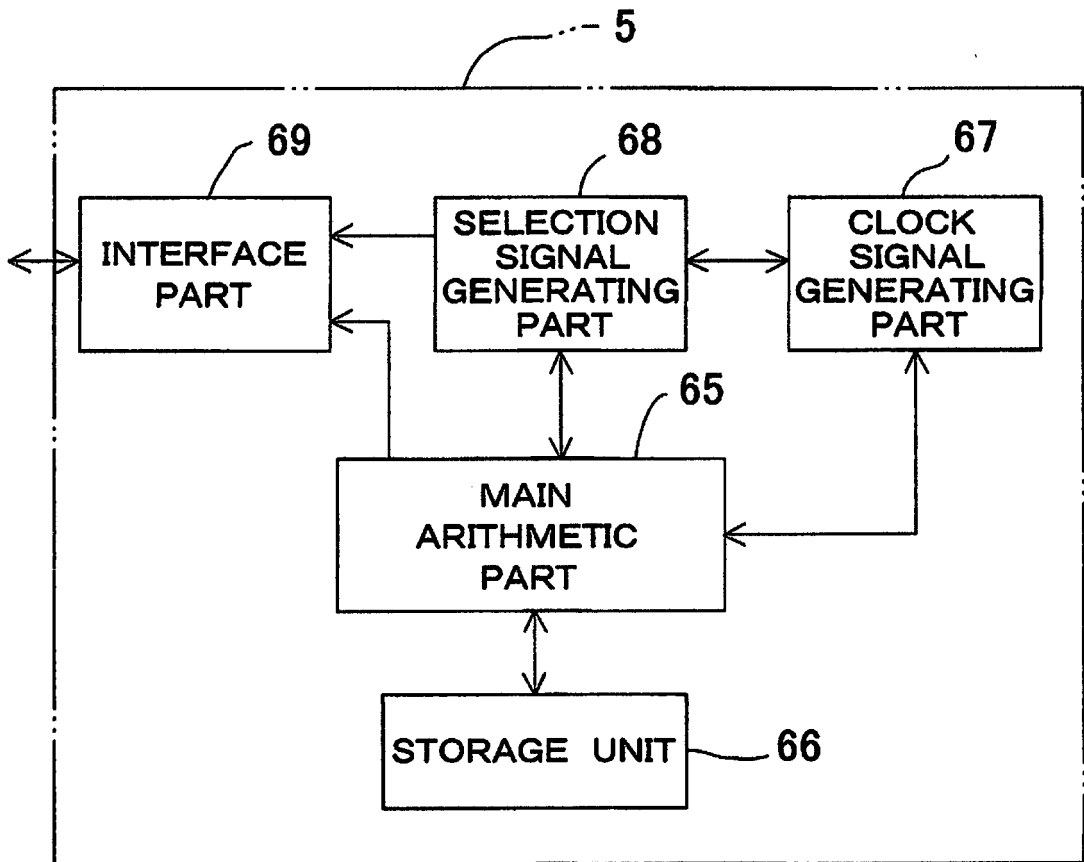 5
69
68
67
INTERFACE
PART
SELECTION
SIGNAL
GENERATING
PART
CLOCK
SIGNAL
GENERATING
PART
65
MAIN
ARITHMETIC
PART
STORAGE UNIT
66